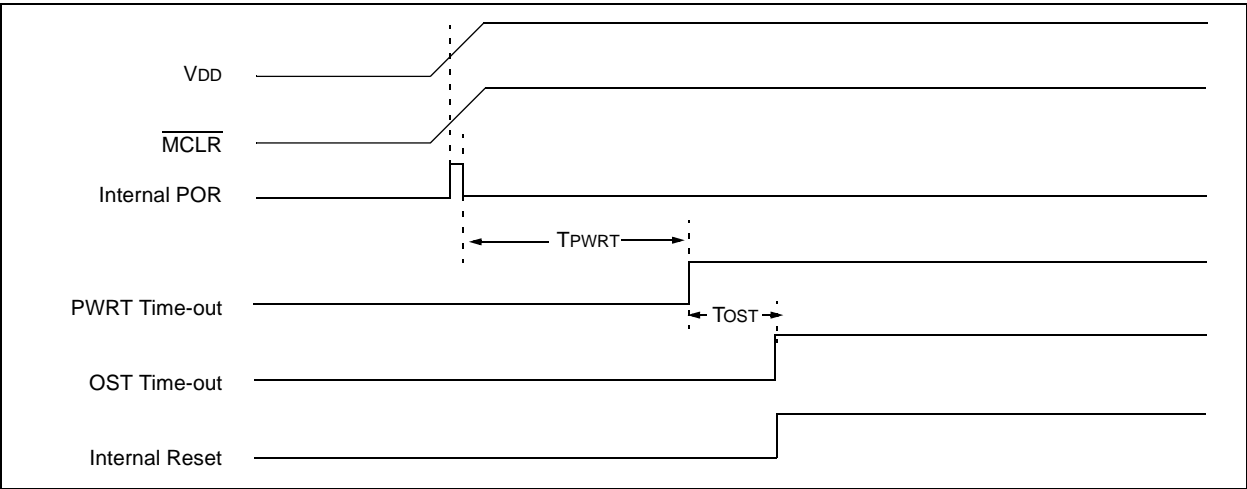 VDD
MCLR
Internal POR
TPWRT
PWRT Time-out
TOST
OST Time-out
Internal Reset